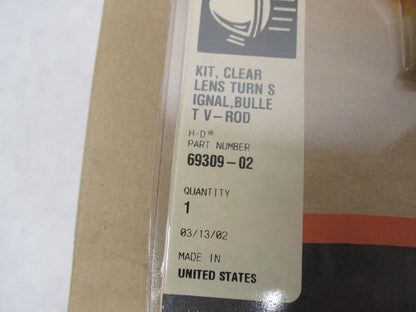 KIT, CLEAR
LENS TURN S
IGNAL,BULLE
T V-ROD
H-D®
PART NUMBER
69309-02
QUANTITY
1
03/13/02
MADE IN
UNITED STATES